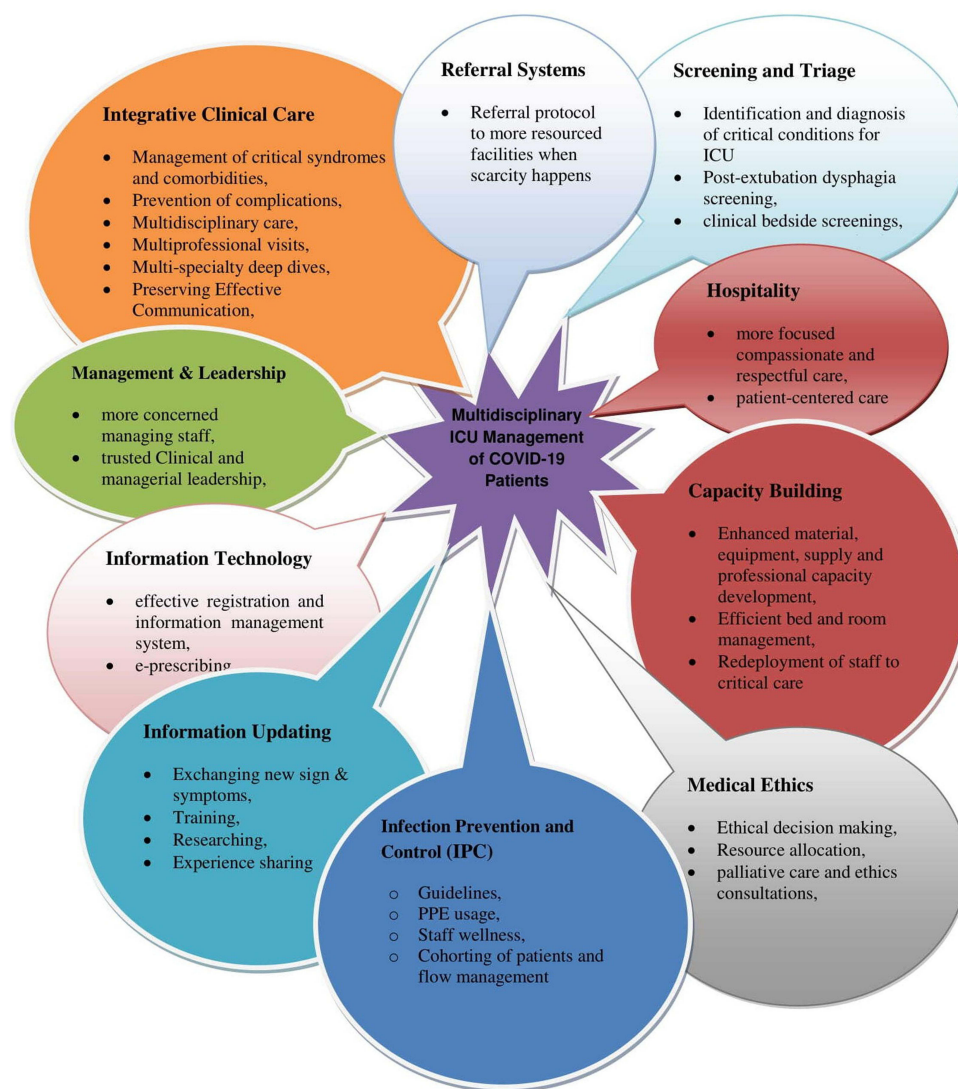 Referral Systems
• Referral protocol
to more resourced
facilities when
scarcity happens
Screening and Triage
• Identification and diagnosis
of critical conditions for
ICU
• Post-extubation dysphagia
screening,
• clinical bedside screenings,
Integrative Clinical Care
• Management of critical syndromes
and comorbidities,
• Prevention of complications,
• Multidisciplinary care,
• Multiprofessional visits,
• Multi-specialty deep dives,
• Preserving Effective
Communication,
Hospitality
• more focused
compassionate and
respectful care,
• patient-centered care
Management & Leadership
• more concerned
managing staff,
• trusted Clinical and
managerial leadership,
Multidisciplinary
ICU Management
of COVID-19
Patients
Capacity Building
• Enhanced material,
equipment, supply and
professional capacity
development,
• Efficient bed and room
management,
• Redeployment of staff to
critical care
Information Technology
• effective registration and
information management
system,
• e-prescribing
Information Updating
• Exchanging new sign &
symptoms,
• Training,
• Researching,
• Experience sharing
Infection Prevention and
Control (IPC)
○ Guidelines,
○ PPE usage,
○ Staff wellness,
○ Cohorting of patients and
flow management
Medical Ethics
• Ethical decision making,
• Resource allocation,
• palliative care and ethics
consultations,